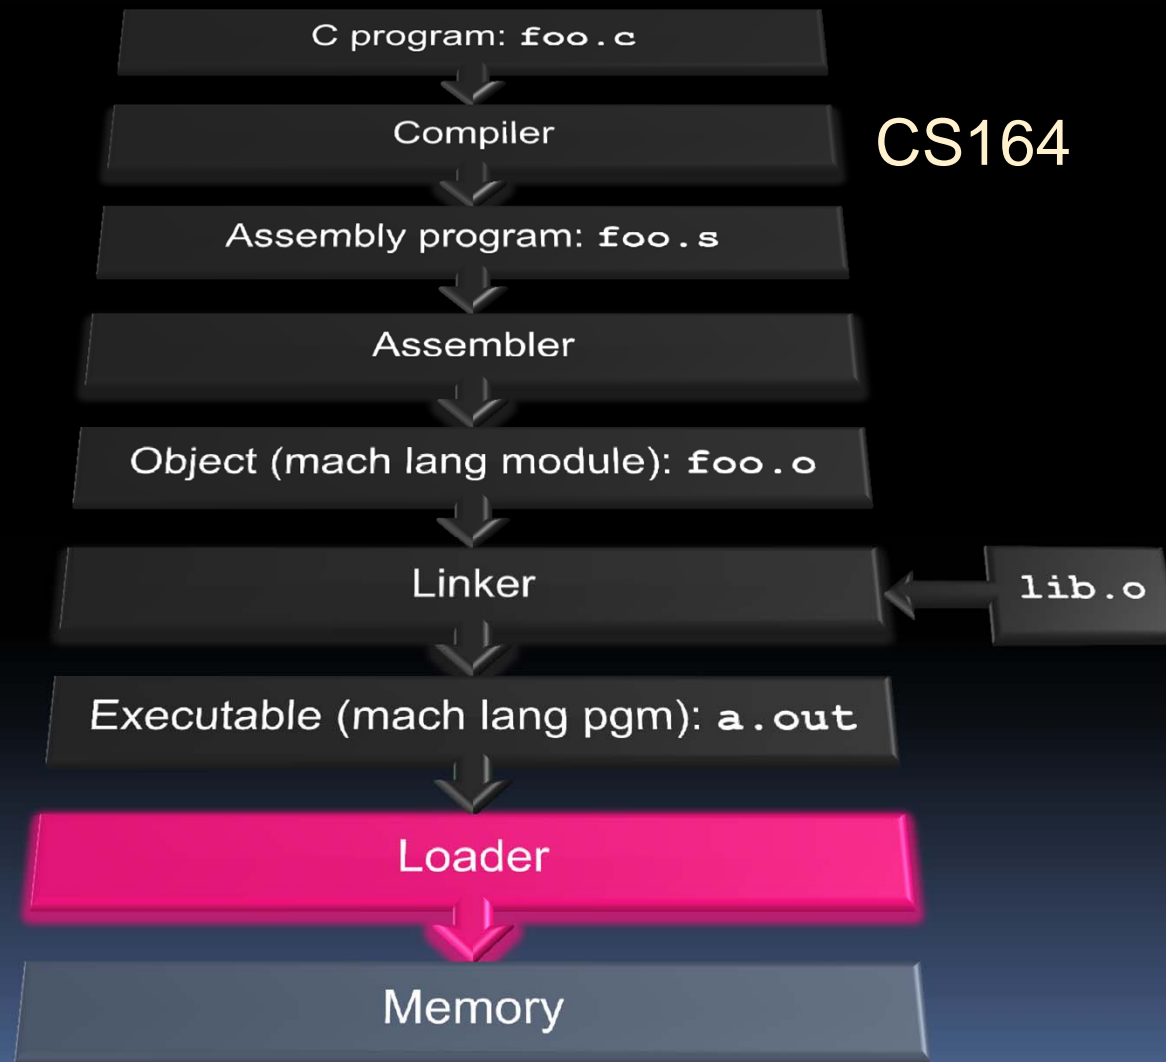 C program: foo.c
Compiler
CS164
Assembly program: foo.s
Assembler
Object (mach lang module): foo.o
Linker
lib.o
Executable (mach lang pgm): a.out
Loader
Memory